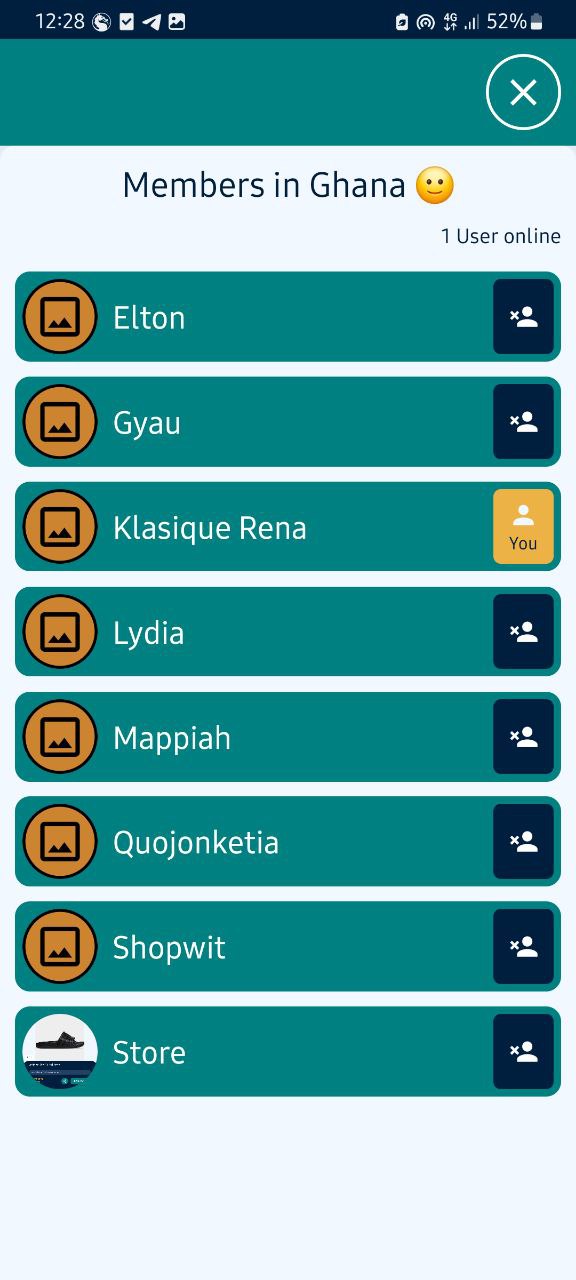 12:28 4G 52%
Members in Ghana 🙂
1 User online
Elton
Gyau
Klasique Rena
You
Lydia
Mappiah
Quojonketia
Shopwit
Store